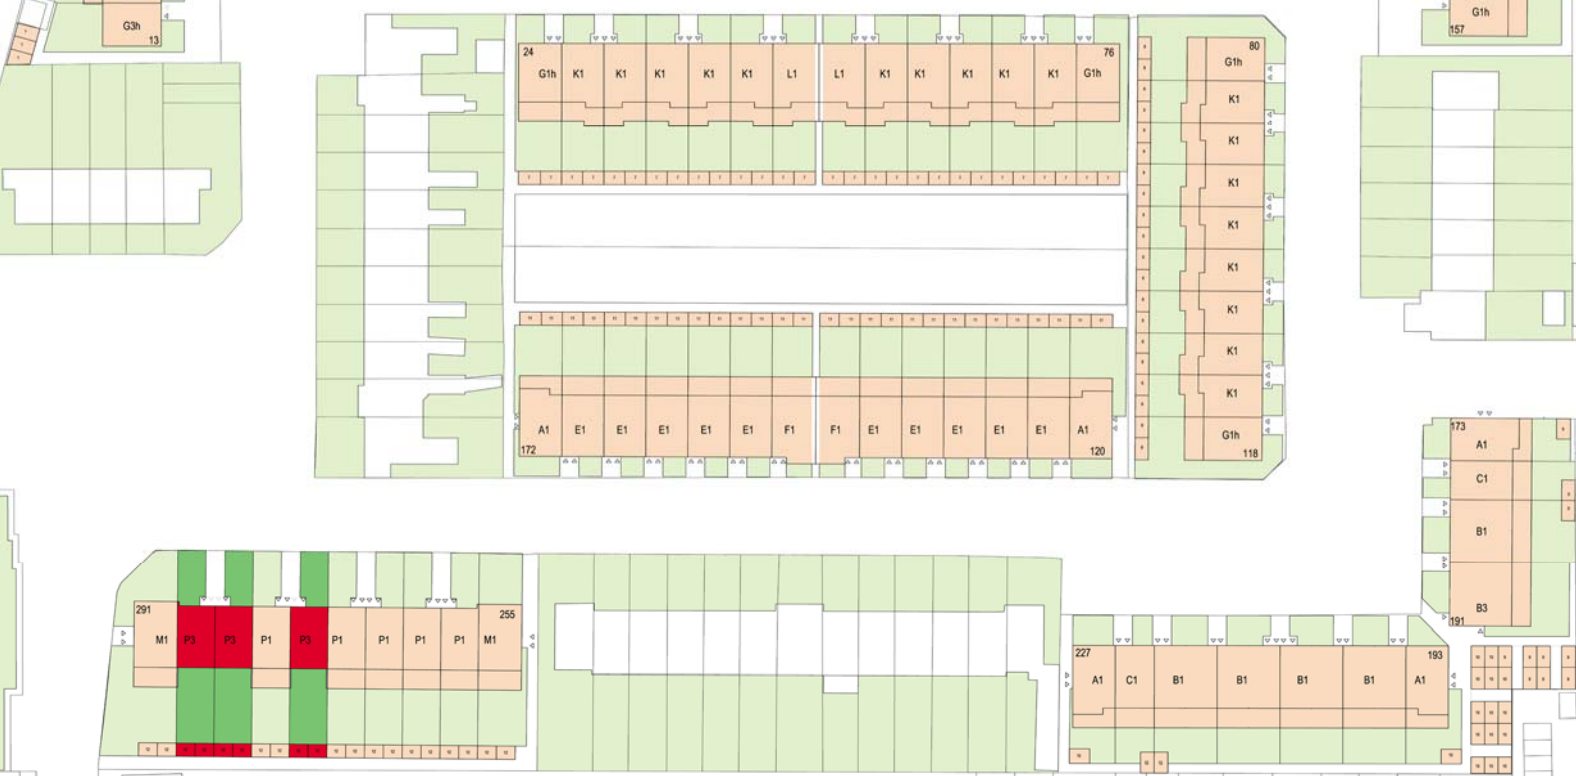 G3h
13
G1h
157
24
76
G1h K1 K1 K1 K1 K1 L1 L1 K1 K1 K1 K1 K1 G1h
80
G1h
K1
K1
K1
K1
K1
K1
K1
K1
G1h
118
A1 E1 E1 E1 E1 E1 F1 F1 E1 E1 E1 E1 E1 A1
172
120
173
A1
C1
B1
B3
191
291
255
M1 P3 P3 P1 P3 P1 P1 P1 P1 M1
227
193
A1 C1 B1 B1 B1 B1 A1